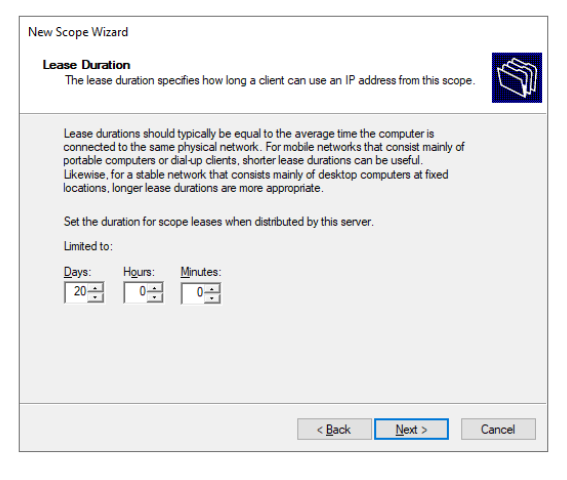 New Scope Wizard
Lease Duration
The lease duration specifies how long a client can use an IP address from this scope.
Lease durations should typically be equal to the average time the computer is
connected to the same physical network. For mobile networks that consist mainly of
portable computers or dial-up clients, shorter lease durations can be useful.
Likewise, for a stable network that consists mainly of desktop computers at fixed
locations, longer lease durations are more appropriate.
Set the duration for scope leases when distributed by this server.
Limited to:
Days: Hours: Minutes:
20 0 0
< Back Next > Cancel